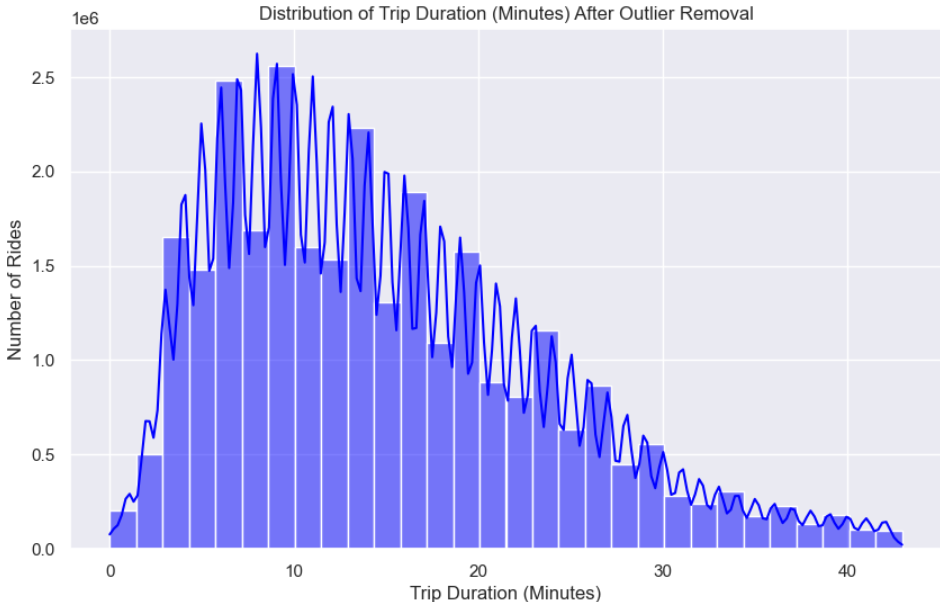 Distribution of Trip Duration (Minutes) After Outlier Removal
1e6
2.5
2.0
1.5
1.0
0.5
0.0
Number of Rides
0 10 20 30 40
Trip Duration (Minutes)